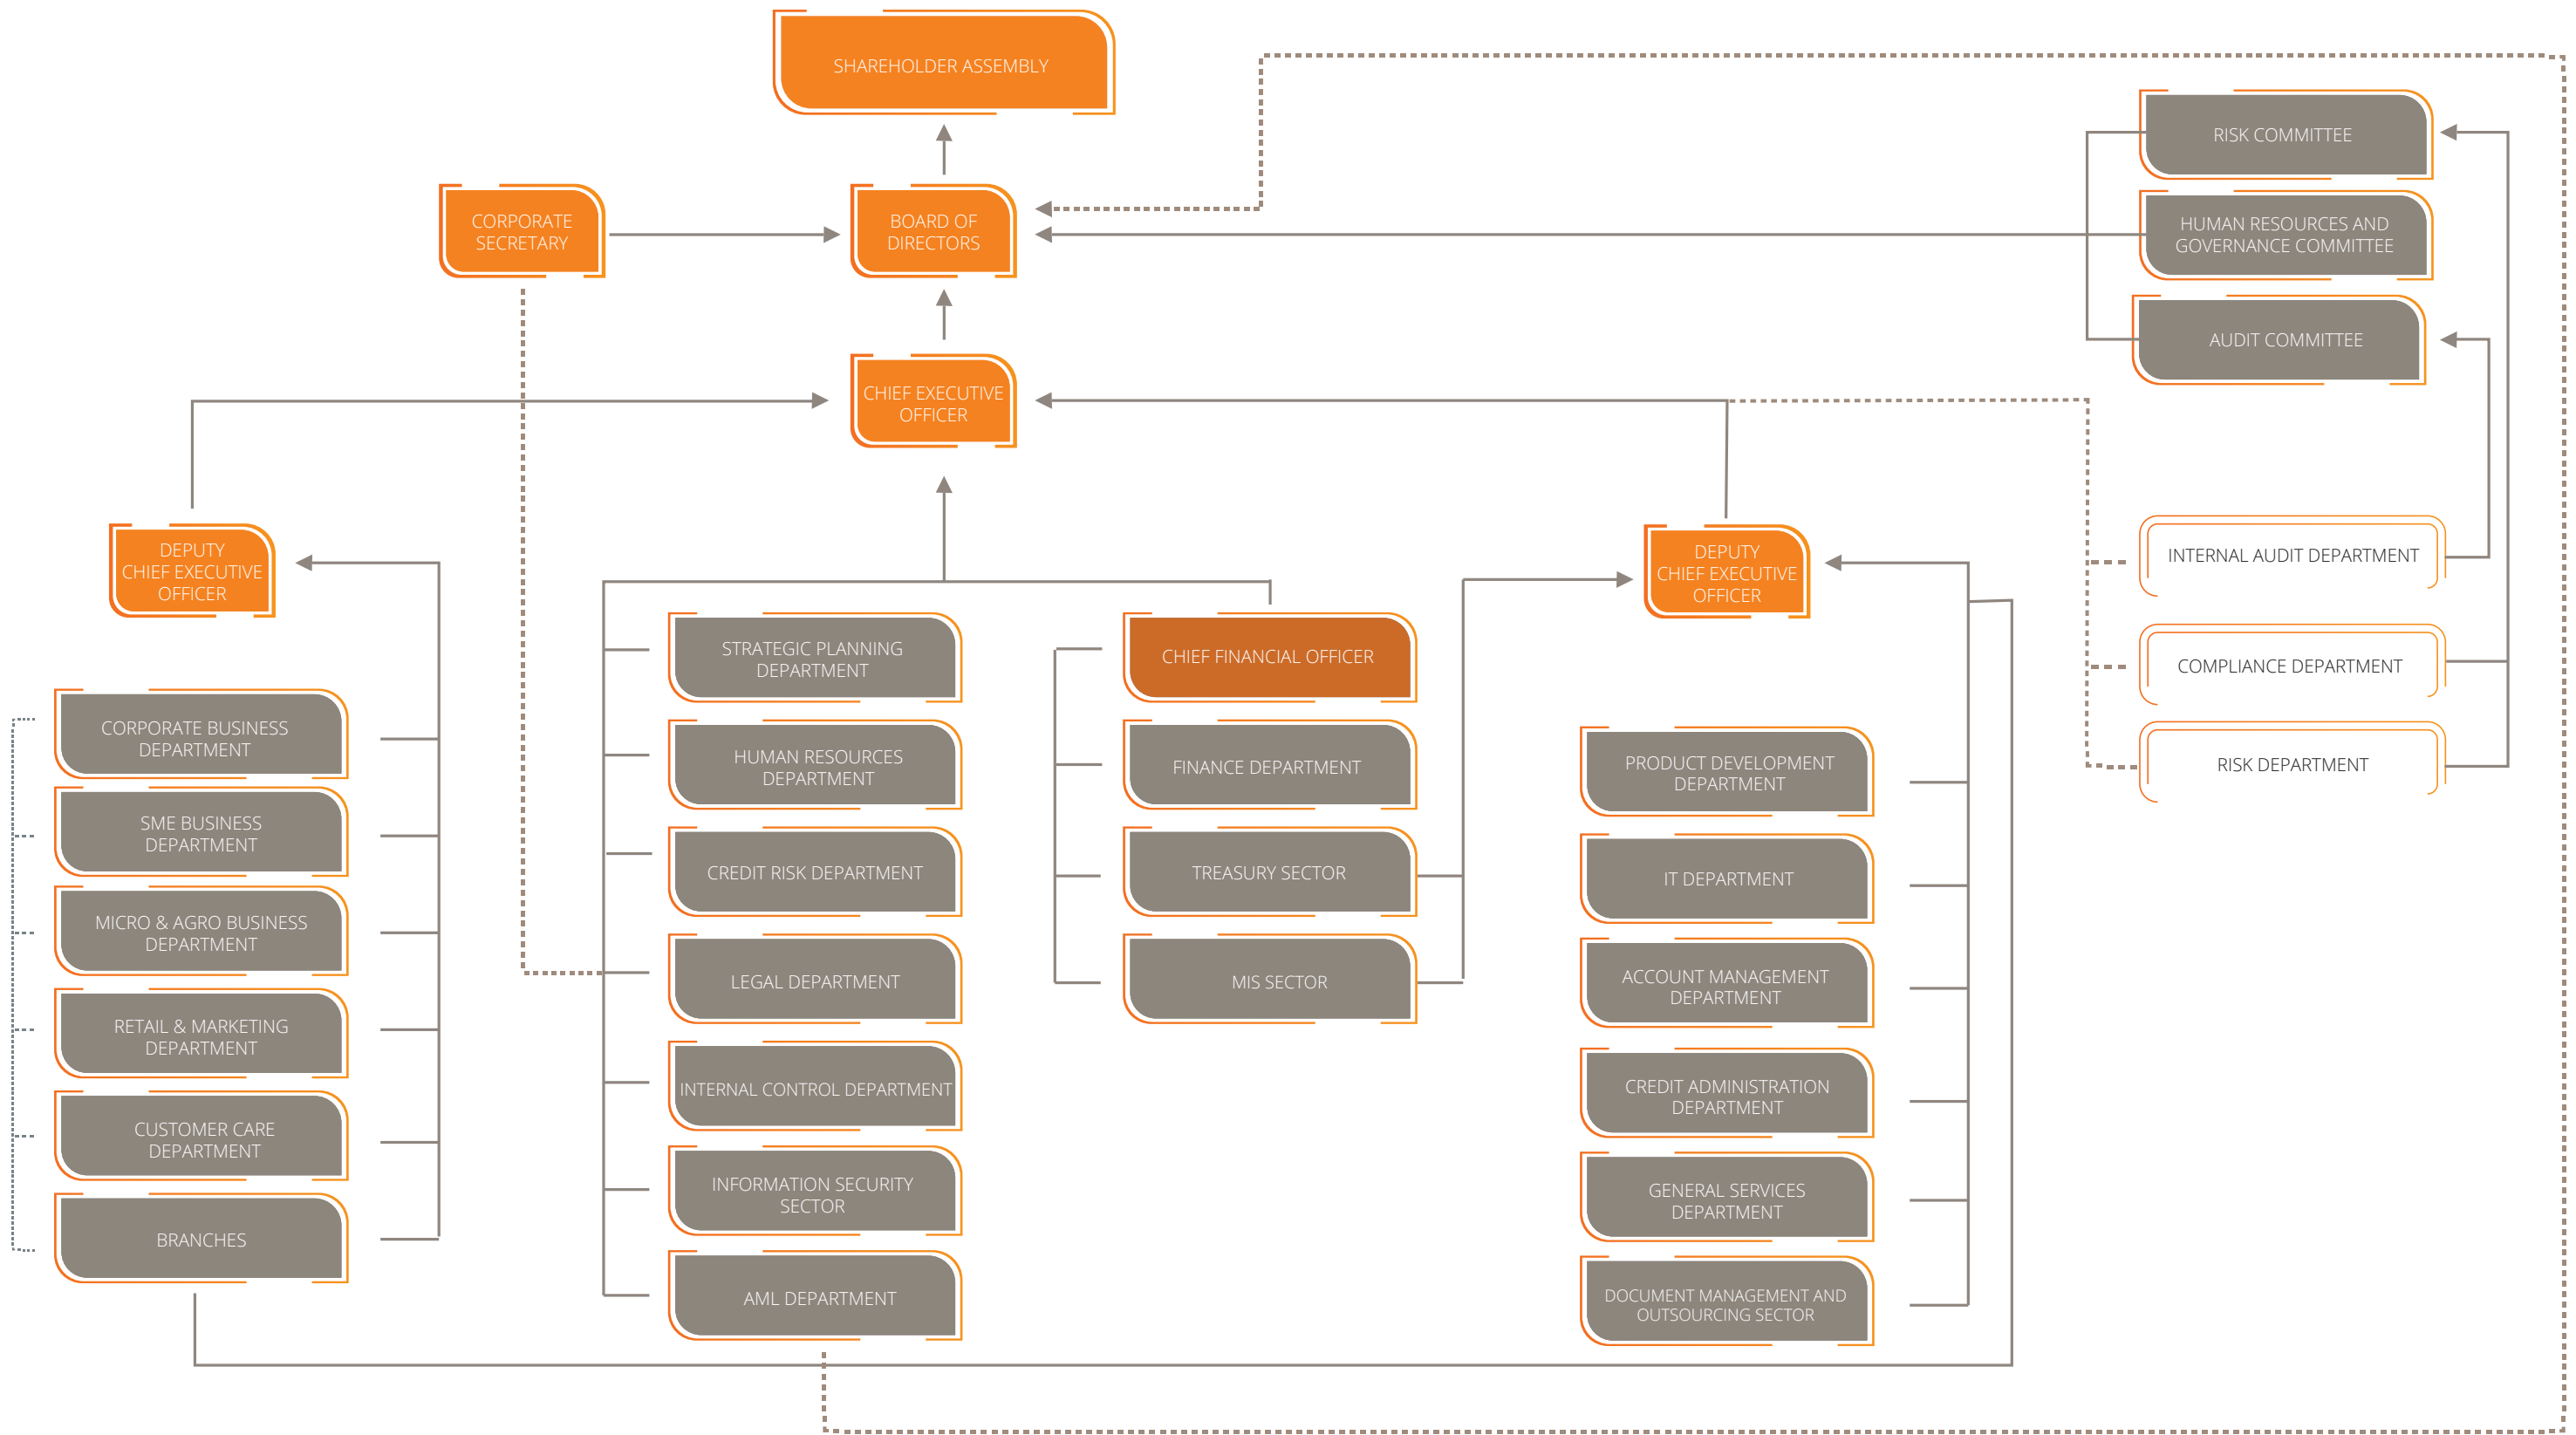 SHAREHOLDER ASSEMBLY
RISK COMMITTEE
CORPORATE
SECRETARY
BOARD OF
DIRECTORS
HUMAN RESOURCES AND
GOVERNANCE COMMITTEE
AUDIT COMMITTEE
CHIEF EXECUTIVE
OFFICER
DEPUTY
CHIEF EXECUTIVE
OFFICER
DEPUTY
CHIEF EXECUTIVE
OFFICER
INTERNAL AUDIT DEPARTMENT
COMPLIANCE DEPARTMENT
RISK DEPARTMENT
CORPORATE BUSINESS
DEPARTMENT
SME BUSINESS
DEPARTMENT
MICRO & AGRO BUSINESS
DEPARTMENT
RETAIL & MARKETING
DEPARTMENT
CUSTOMER CARE
DEPARTMENT
BRANCHES
STRATEGIC PLANNING
DEPARTMENT
HUMAN RESOURCES
DEPARTMENT
CREDIT RISK DEPARTMENT
LEGAL DEPARTMENT
INTERNAL CONTROL DEPARTMENT
INFORMATION SECURITY
SECTOR
AML DEPARTMENT
CHIEF FINANCIAL OFFICER
FINANCE DEPARTMENT
TREASURY SECTOR
MIS SECTOR
PRODUCT DEVELOPMENT
DEPARTMENT
IT DEPARTMENT
ACCOUNT MANAGEMENT
DEPARTMENT
CREDIT ADMINISTRATION
DEPARTMENT
GENERAL SERVICES
DEPARTMENT
DOCUMENT MANAGEMENT AND
OUTSOURCING SECTOR